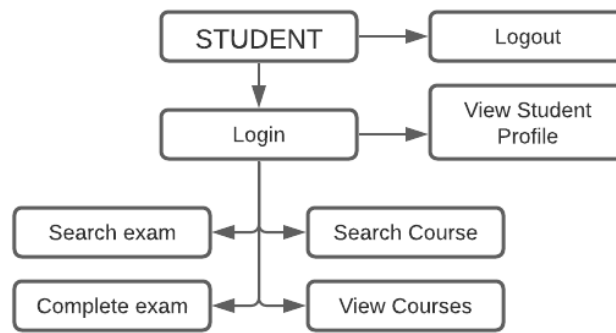 STUDENT
Logout
Login
View Student
Profile
Search exam
Search Course
Complete exam
View Courses